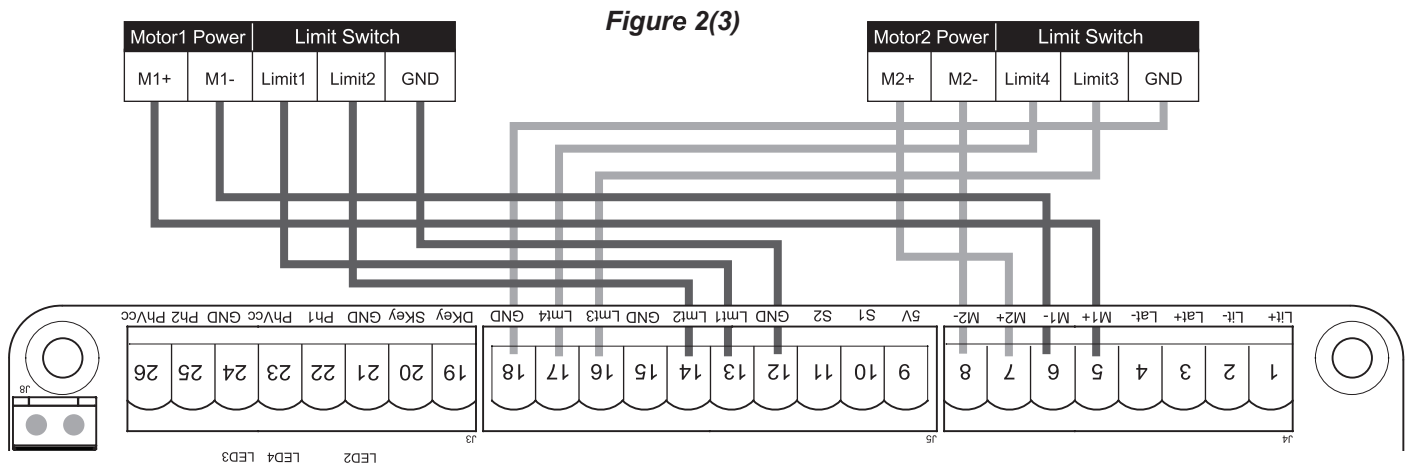 Figure 2(3)
Motor1 Power Limit Switch
M1+ M1- Limit1 Limit2 GND
Motor2 Power Limit Switch
M2+ M2- Limit4 Limit3 GND
PhVcc Ph2 GND PhVcc Ph1 GND SKey DKey
GND Lmt4 Lmt3 GND Lmt2 Lmt1 GND S2 S1 5V
M2- M2+ M1- M1+ Lat- Lat+ Lit- Lit+
26 25 24 23 22 21 20 19
18 17 16 15 14 13 12 11 10 9
8 7 6 5 4 3 2 1
J8
J3
J5
J4
LED3 LED4 LED2